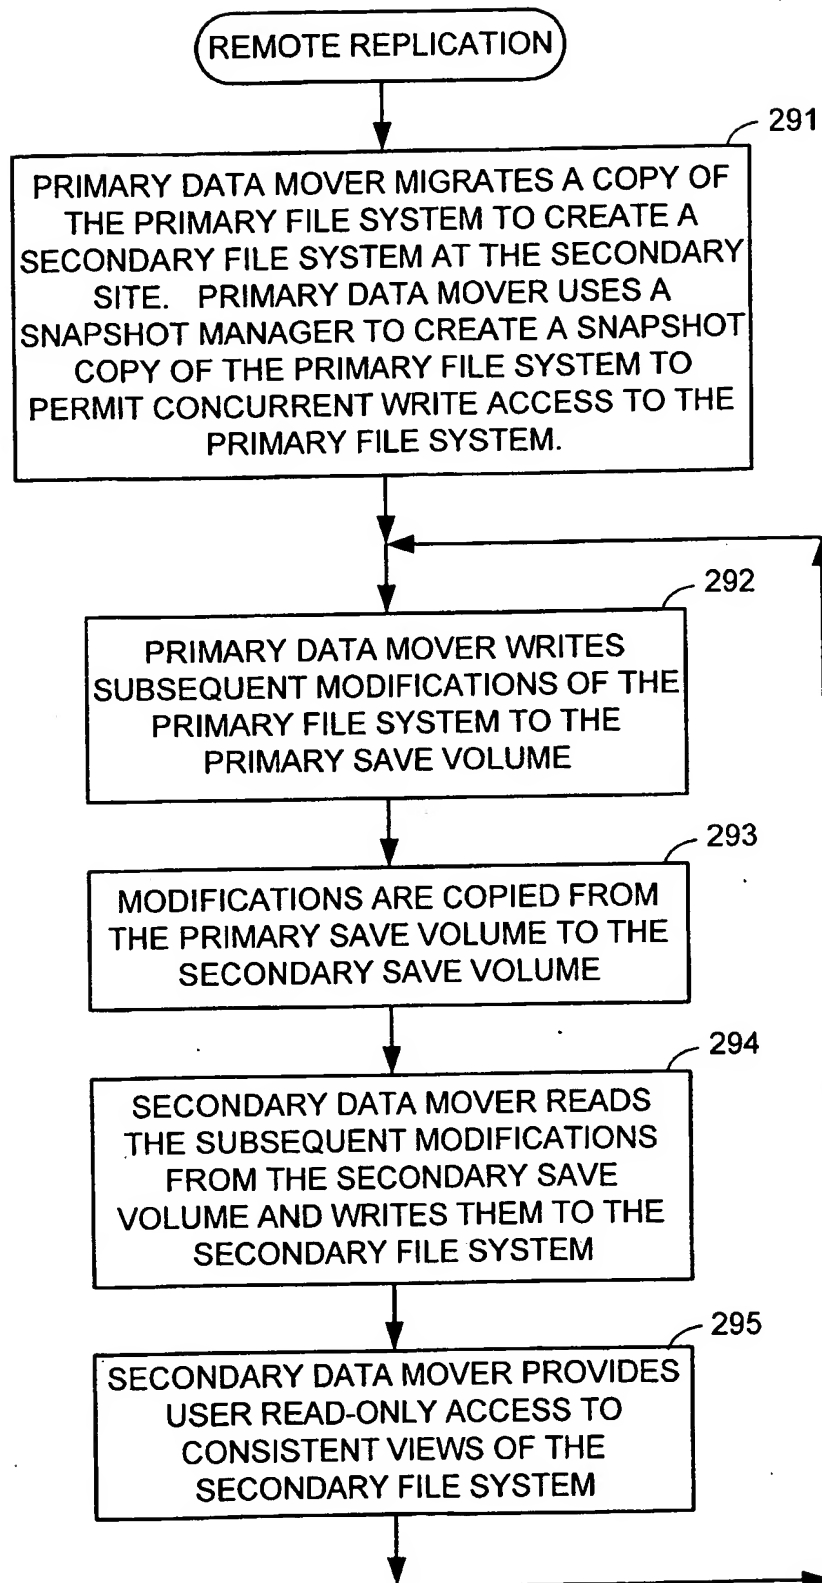 REMOTE REPLICATION
291
PRIMARY DATA MOVER MIGRATES A COPY OF
THE PRIMARY FILE SYSTEM TO CREATE A
SECONDARY FILE SYSTEM AT THE SECONDARY
SITE. PRIMARY DATA MOVER USES A
SNAPSHOT MANAGER TO CREATE A SNAPSHOT
COPY OF THE PRIMARY FILE SYSTEM TO
PERMIT CONCURRENT WRITE ACCESS TO THE
PRIMARY FILE SYSTEM.
292
PRIMARY DATA MOVER WRITES
SUBSEQUENT MODIFICATIONS OF THE
PRIMARY FILE SYSTEM TO THE
PRIMARY SAVE VOLUME
293
MODIFICATIONS ARE COPIED FROM
THE PRIMARY SAVE VOLUME TO THE
SECONDARY SAVE VOLUME
294
SECONDARY DATA MOVER READS
THE SUBSEQUENT MODIFICATIONS
FROM THE SECONDARY SAVE
VOLUME AND WRITES THEM TO THE
SECONDARY FILE SYSTEM
295
SECONDARY DATA MOVER PROVIDES
USER READ-ONLY ACCESS TO
CONSISTENT VIEWS OF THE
SECONDARY FILE SYSTEM